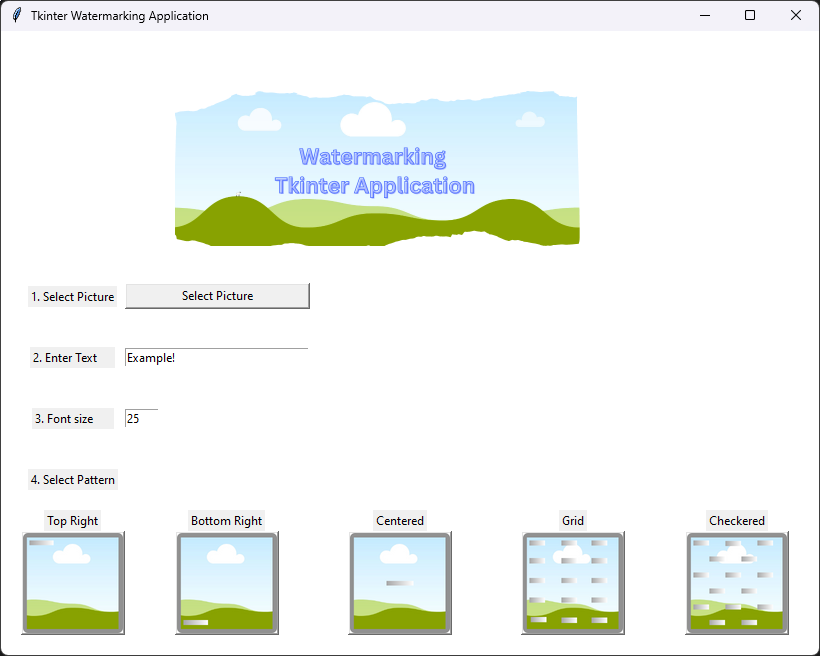 Tkinter Watermarking Application
Watermarking
Tkinter Application
1. Select Picture
Select Picture
2. Enter Text
Example!
3. Font size
25
4. Select Pattern
Top Right
Bottom Right
Centered
Grid
Checkered